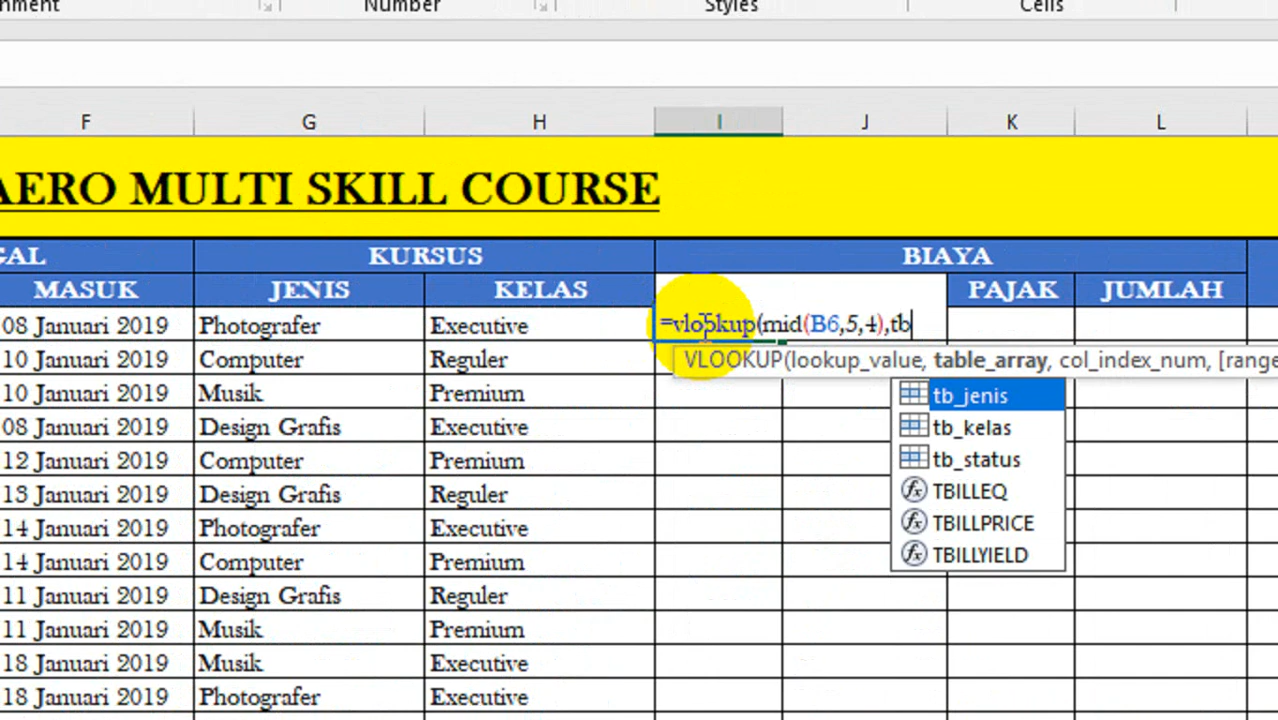 nment Number Styles Cells
F G H I J K L
AERO MULTI SKILL COURSE
GAL KURSUS BIAYA
MASUK JENIS KELAS PAJAK JUMLAH
08 Januari 2019 Photografer Executive =vlookup(mid(B6,5,4),tb
10 Januari 2019 Computer Reguler VLOOKUP(lookup_value, table_array, col_index_num, [range
10 Januari 2019 Musik Premium tb_jenis
08 Januari 2019 Design Grafis Executive tb_kelas
12 Januari 2019 Computer Premium tb_status
13 Januari 2019 Design Grafis Reguler TBILLEQ
14 Januari 2019 Photografer Executive TBILLPRICE
14 Januari 2019 Computer Premium TBILLYIELD
11 Januari 2019 Design Grafis Reguler
11 Januari 2019 Musik Premium
18 Januari 2019 Musik Executive
18 Januari 2019 Photografer Executive